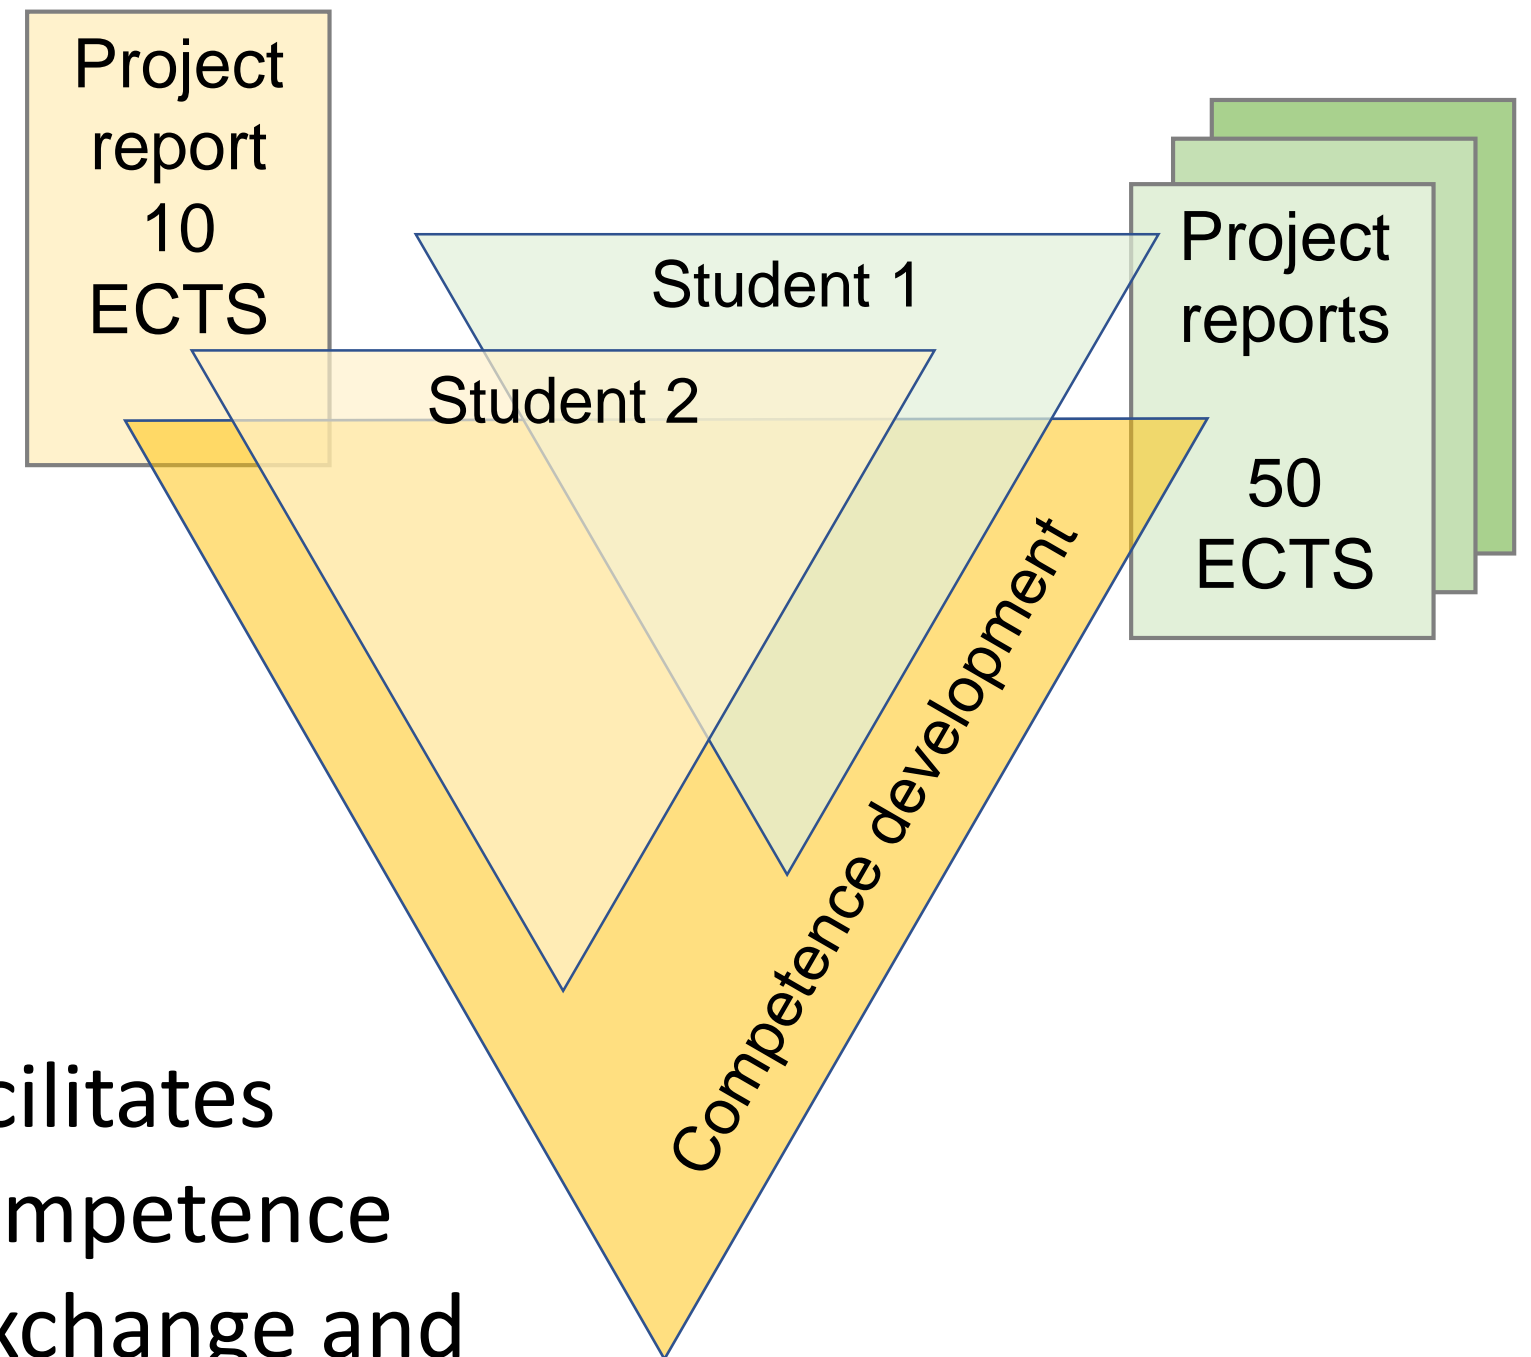 Project
report
10
ECTS
Student 1
Student 2
Project
reports
50
ECTS
Competence development
cilitates
mpetence
xchange and